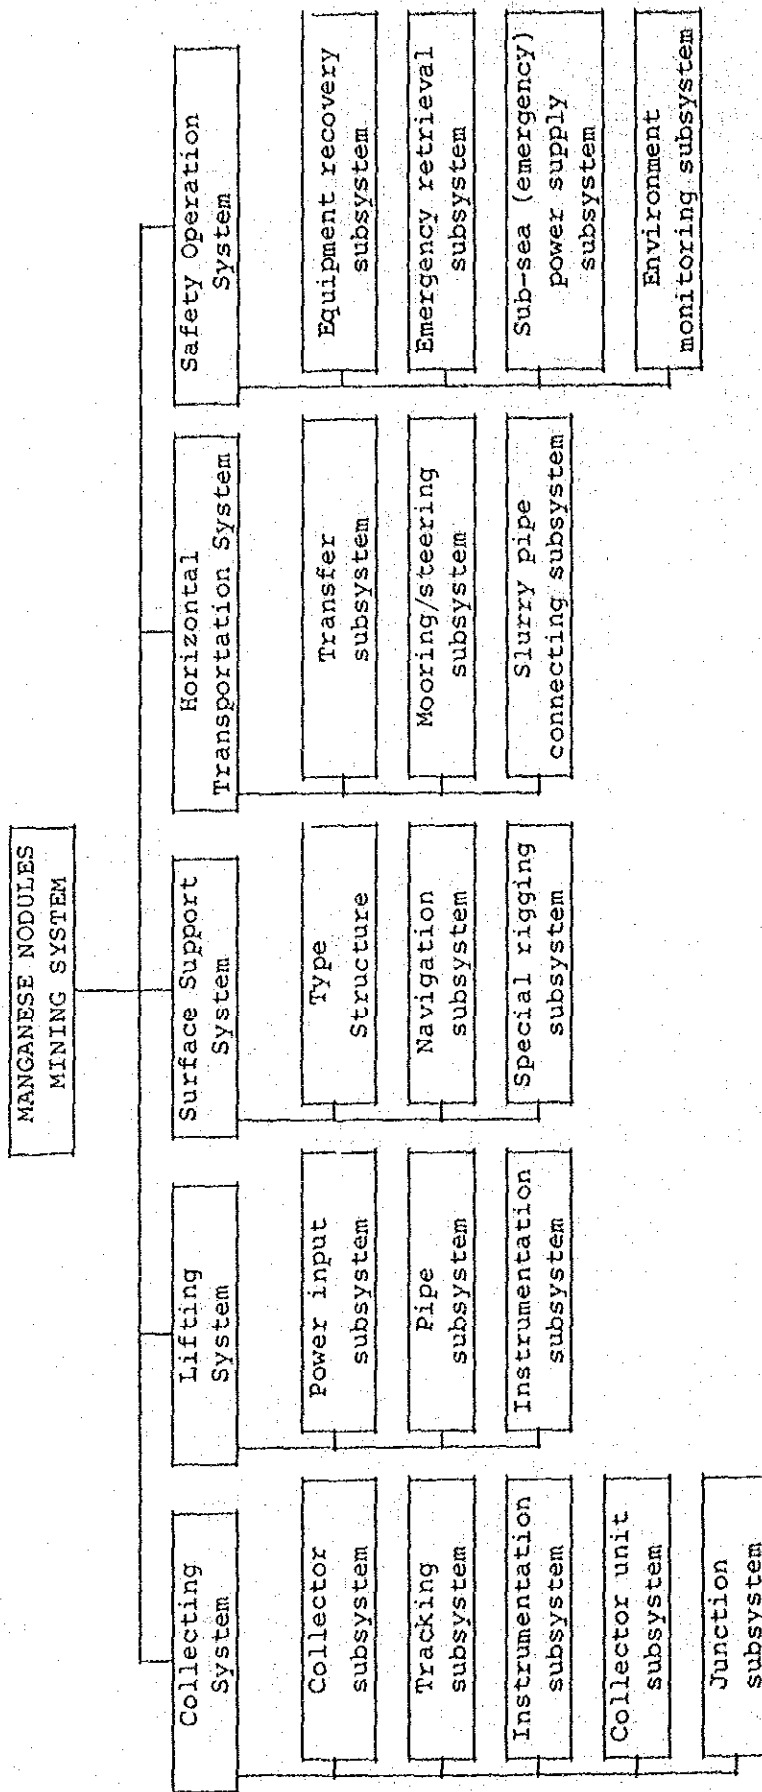 MANGANESE NODULES
MINING SYSTEM
Collecting
System
Collector
subsystem
Tracking
subsystem
Instrumentation
subsystem
Collector unit
subsystem
Junction
subsystem
Lifting
System
Power input
subsystem
Pipe
subsystem
Instrumentation
subsystem
Surface Support
System
Type
Structure
Navigation
subsystem
Special rigging
subsystem
Horizontal
Transportation System
Transfer
subsystem
Mooring/steering
subsystem
Slurry pipe
connecting subsystem
Safety Operation
System
Equipment recovery
subsystem
Emergency retrieval
subsystem
Sub-sea (emergency)
power supply
subsystem
Environment
monitoring subsystem